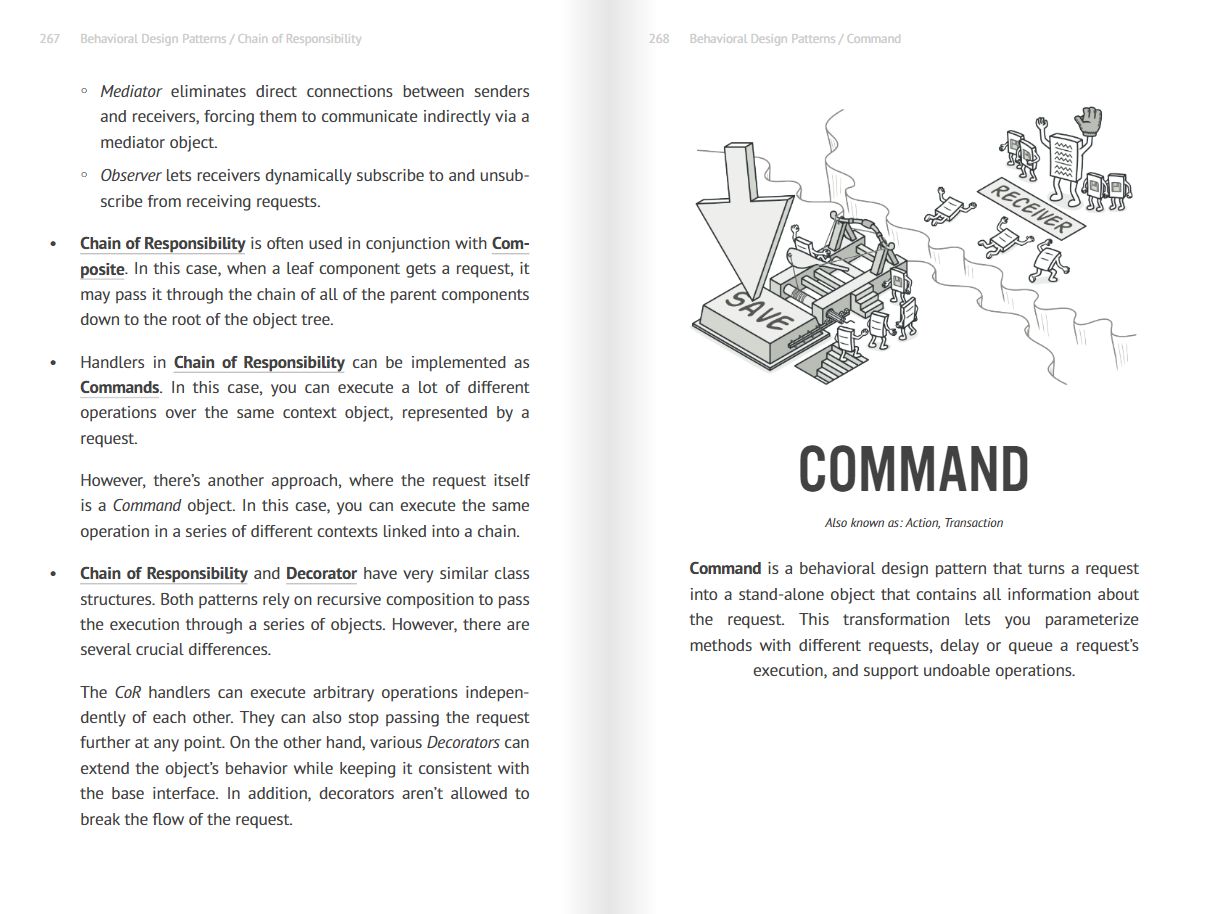 267 Behavioral Design Patterns / Chain of Responsibility
◦ Mediator eliminates direct connections between senders
and receivers, forcing them to communicate indirectly via a
mediator object.
◦ Observer lets receivers dynamically subscribe to and unsub-
scribe from receiving requests.
• Chain of Responsibility is often used in conjunction with Com-
posite. In this case, when a leaf component gets a request, it
may pass it through the chain of all of the parent components
down to the root of the object tree.
• Handlers in Chain of Responsibility can be implemented as
Commands. In this case, you can execute a lot of different
operations over the same context object, represented by a
request.
However, there’s another approach, where the request itself
is a Command object. In this case, you can execute the same
operation in a series of different contexts linked into a chain.
• Chain of Responsibility and Decorator have very similar class
structures. Both patterns rely on recursive composition to pass
the execution through a series of objects. However, there are
several crucial differences.
The CoR handlers can execute arbitrary operations indepen-
dently of each other. They can also stop passing the request
further at any point. On the other hand, various Decorators can
extend the object’s behavior while keeping it consistent with
the base interface. In addition, decorators aren’t allowed to
break the flow of the request.
268 Behavioral Design Patterns / Command
RECEIVER
SAVE
COMMAND
Also known as: Action, Transaction
Command is a behavioral design pattern that turns a request
into a stand-alone object that contains all information about
the request. This transformation lets you parameterize
methods with different requests, delay or queue a request’s
execution, and support undoable operations.